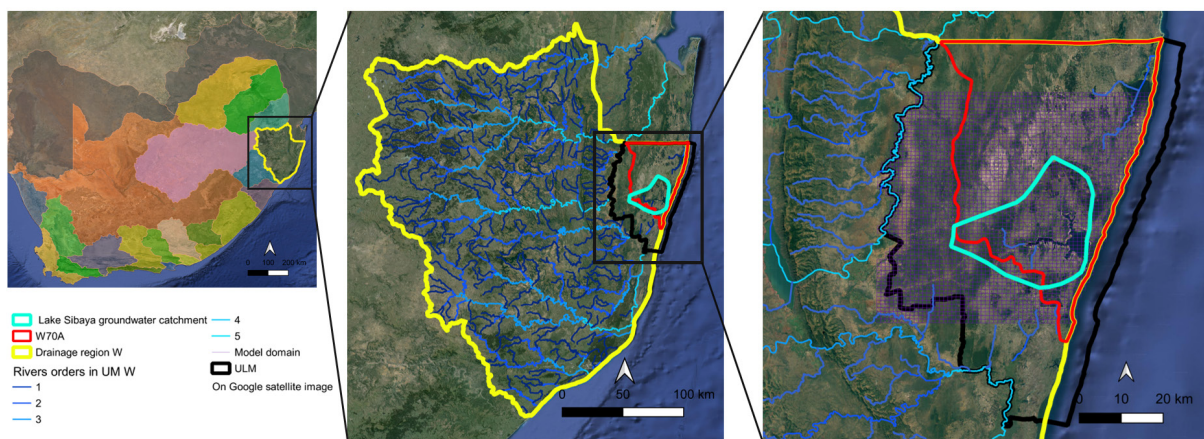 0 100 200 km
Lake Sibaya groundwater catchment
W70A
Drainage region W
Rivers orders in UM W
1
2
3
4
5
Model domain
ULM
On Google satellite image
0 50 100 km
0 10 20 km